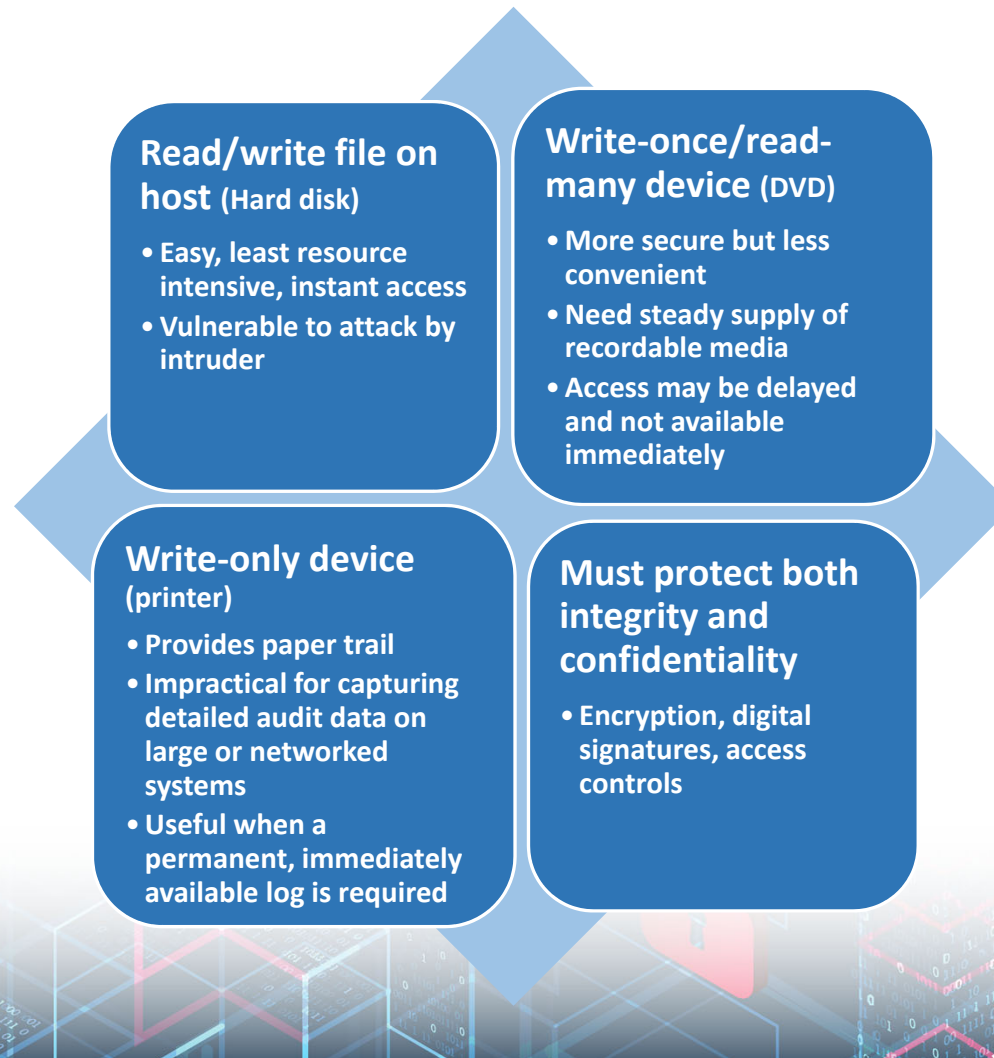 Read/write file on
host (Hard disk)
• Easy, least resource
intensive, instant access
• Vulnerable to attack by
intruder
Write-once/read-
many device (DVD)
• More secure but less
convenient
• Need steady supply of
recordable media
• Access may be delayed
and not available
immediately
Write-only device
(printer)
• Provides paper trail
• Impractical for capturing
detailed audit data on
large or networked
systems
• Useful when a
permanent, immediately
available log is required
Must protect both
integrity and
confidentiality
• Encryption, digital
signatures, access
controls